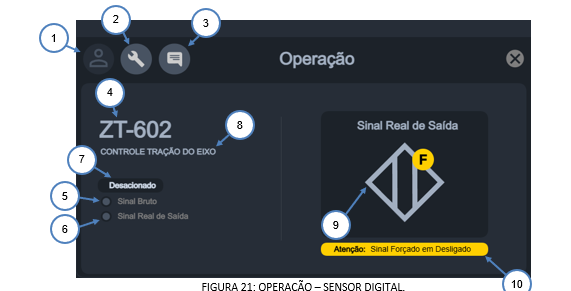 1
2
3
Operação
4
ZT-602
8
CONTROLE TRAÇÃO DO EIXO
7
Desacionado
5
Sinal Bruto
6
Sinal Real de Saída
Sinal Real de Saída
F
9
Atenção: Sinal Forçado em Desligado
10
FIGURA 21: OPERAÇÃO – SENSOR DIGITAL.